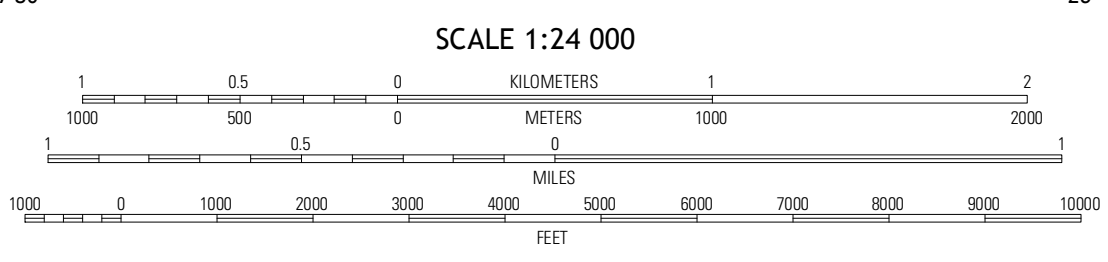 SCALE 1:24 000
1 0.5 0 KILOMETERS 1 2
1000 500 0 METERS 1000 2000
1 0.5 0 1
MILES
1000 0 1000 2000 3000 4000 5000 6000 7000 8000 9000 10000
FEET